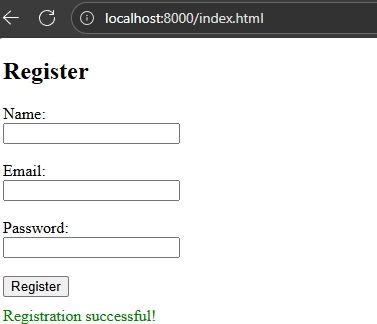 localhost:8000/index.html
Register
Name:
Email:
Password:
Register
Registration successful!